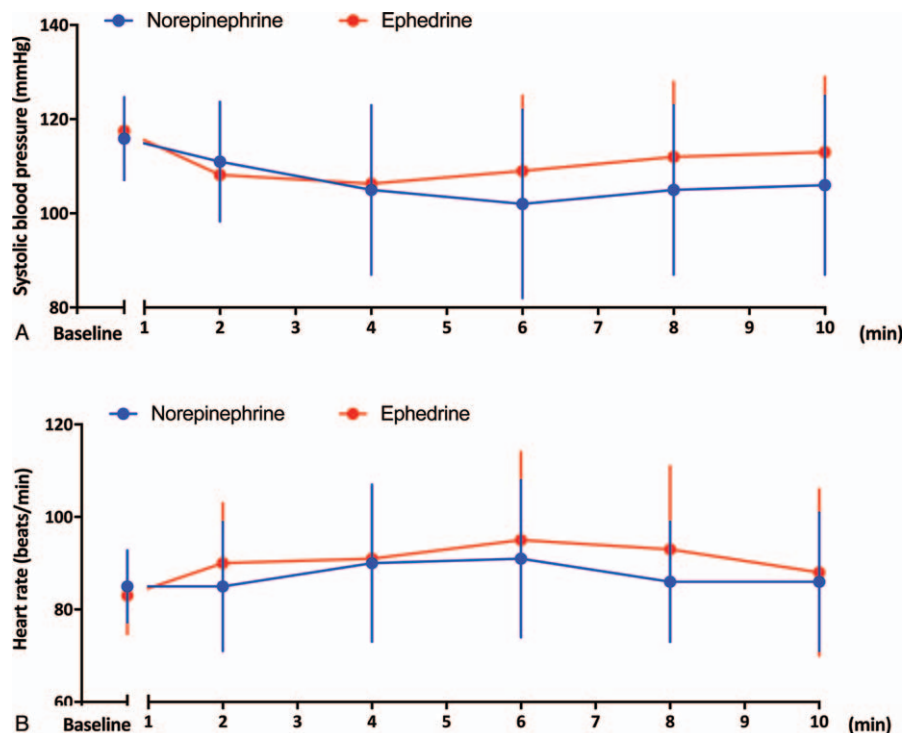 140
Norepinephrine Ephedrine
120
100
80
Systolic blood pressure (mmHg)
A Baseline 1 2 3 4 5 6 7 8 9 10 (min)
Norepinephrine Ephedrine
120
100
80
60
Heart rate (beats/min)
B Baseline 1 2 3 4 5 6 7 8 9 10 (min)